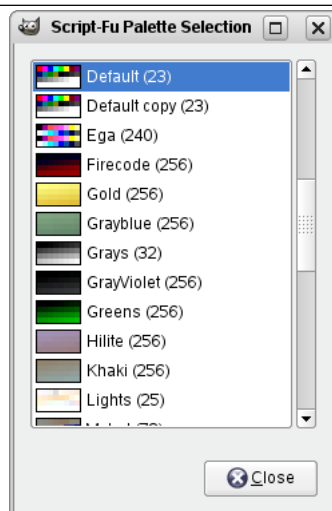 Script-Fu Palette Selection
Default (23)
Default copy (23)
Ega (240)
Firecode (256)
Gold (256)
Grayblue (256)
Grays (32)
GrayViolet (256)
Greens (256)
Hilite (256)
Khaki (256)
Lights (25)
Close